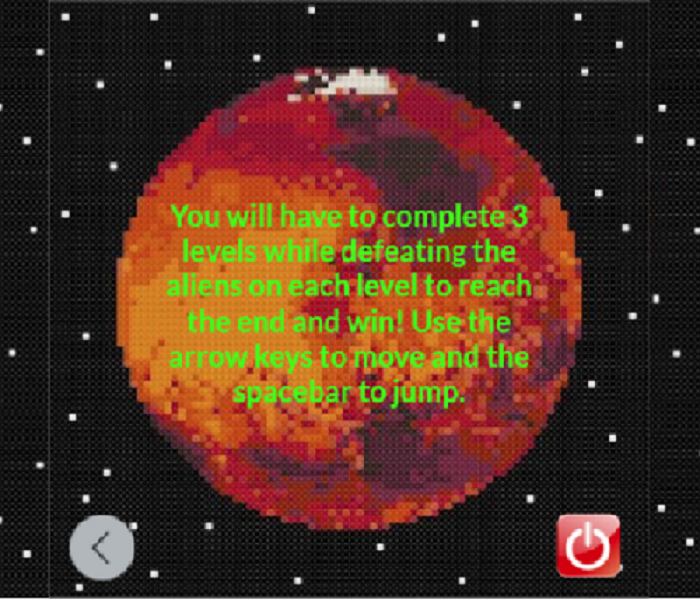 You will have to complete 3
levels while defeating the
aliens on each level to reach
the end and win! Use the
arrow keys to move and the
spacebar to jump.